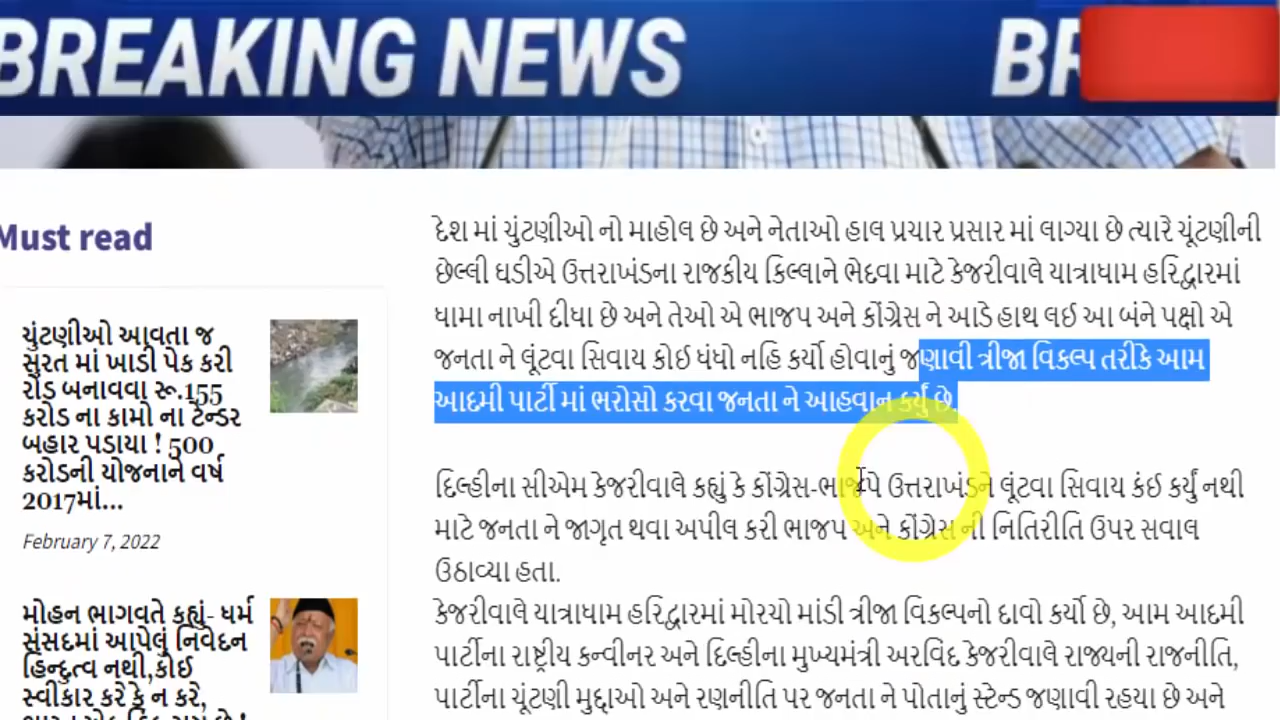 BREAKING NEWS
BR
Must read
ચુંટણીઓ આવતા જ
સુરત માં ખાડી પેક કરી
રોડ બનાવવા રૂ.155
કરોડ ના કામો ના ટેન્ડર
બહાર પડાયા ! 500
કરોડની યોજનાને વર્ષ
2017માં...
February 7, 2022
મોહન ભાગવતે કહ્યું- ધર્મ
સંસદમાં આપેલું નિવેદન
હિન્દુત્વ નથી,કોઈ
સ્વીકાર કરે કે ન કરે,
દેશ માં ચુંટણીઓ નો માહોલ છે અને નેતાઓ હાલ પ્રચાર પ્રસાર માં લાગ્યા છે ત્યારે ચૂંટણીની
છેલ્લી ઘડીએ ઉત્તરાખંડના રાજકીય કિલ્લાને ભેદવા માટે કેજરીવાલે યાત્રાધામ હરિદ્વારમાં
ધામા નાખી દીધા છે અને તેઓ એ ભાજપ અને કોંગ્રેસ ને આડે હાથ લઈ આ બંને પક્ષો એ
જનતા ને લૂંટવા સિવાય કોઈ ધંધો નહિ કર્યો હોવાનું જણાવી ત્રીજા વિકલ્પ તરીકે આમ
આદમી પાર્ટી માં ભરોસો કરવા જનતા ને આહવાન કર્યું છે.
દિલ્હીના સીએમ કેજરીવાલે કહ્યું કે કોંગ્રેસ-ભાજપે ઉત્તરાખંડને લૂંટવા સિવાય કંઈ કર્યું નથી
માટે જનતા ને જાગૃત થવા અપીલ કરી ભાજપ અને કોંગ્રેસ ની નિતિરીતિ ઉપર સવાલ
ઉઠાવ્યા હતા.
કેજરીવાલે યાત્રાધામ હરિદ્વારમાં મોરચો માંડી ત્રીજા વિકલ્પનો દાવો કર્યો છે, આમ આદમી
પાર્ટીના રાષ્ટ્રીય કન્વીનર અને દિલ્હીના મુખ્યમંત્રી અરવિંદ કેજરીવાલે રાજ્યની રાજનીતિ,
પાર્ટીના ચૂંટણી મુદ્દાઓ અને રણનીતિ પર જનતા ને પોતાનું સ્ટેન્ડ જણાવી રહયા છે અને